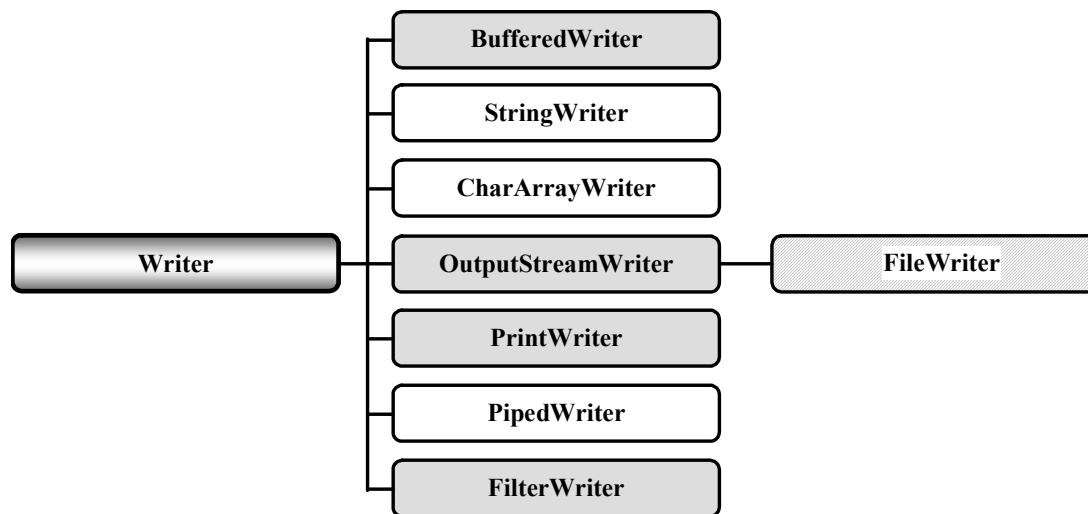 BufferedWriter
StringWriter
CharArrayWriter
Writer
OutputStreamWriter
FileWriter
PrintWriter
PipedWriter
FilterWriter